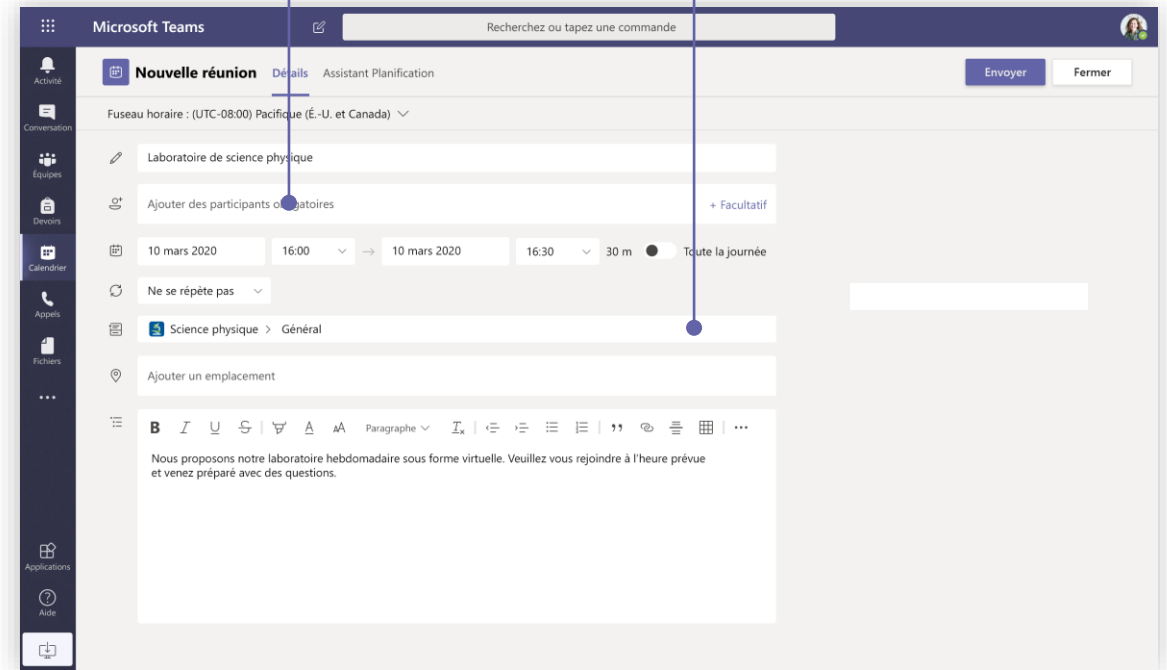 Microsoft Teams
Recherchez ou tapez une commande
Activité
Conversation
Équipes
Devoirs
Calendrier
Appels
Fichiers
Applications
Aide
Nouvelle réunion Détails Assistant Planification
Envoyer Fermer
Fuseau horaire : (UTC-08:00) Pacifique (É.-U. et Canada)
Laboratoire de science physique
Ajouter des participants obligatoires
+ Facultatif
10 mars 2020 16:00 → 10 mars 2020 16:30 30 m Toute la journée
Ne se répète pas
Science physique > Général
Ajouter un emplacement
B I U S A AA Paragraphe Tx
Nous proposons notre laboratoire hebdomadaire sous forme virtuelle. Veuillez vous rejoindre à l'heure prévue
et venez préparé avec des questions.